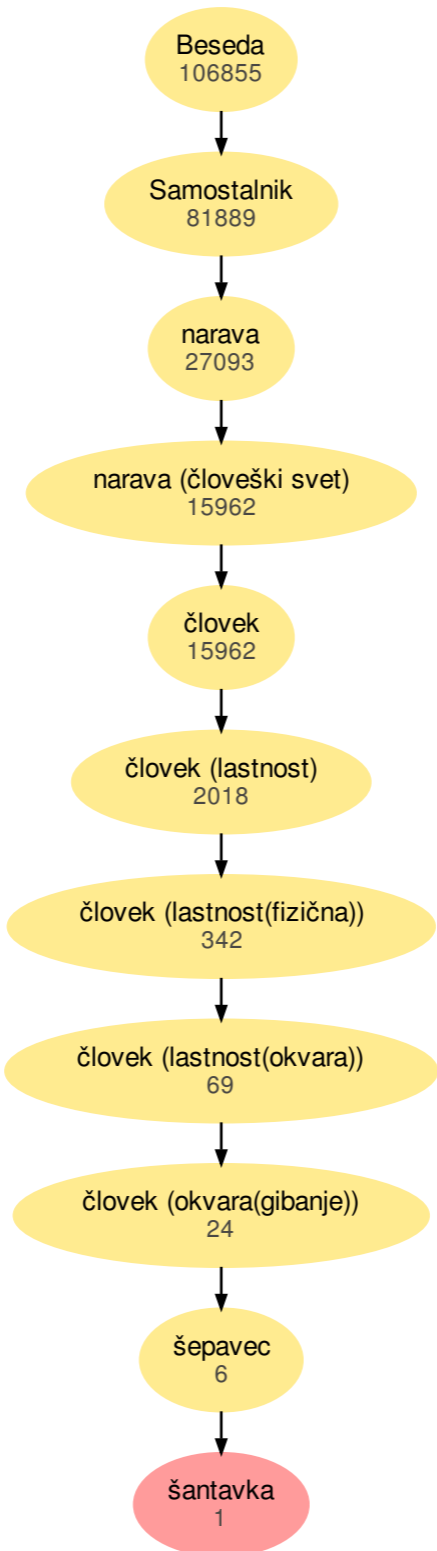 Beseda
106855
Samostalnik
81889
narava
27093
narava (človeški svet)
15962
človek
15962
človek (lastnost)
2018
človek (lastnost(fizična))
342
človek (lastnost(okvara))
69
človek (okvara(gibanje))
24
šepavec
6
šantavka
1